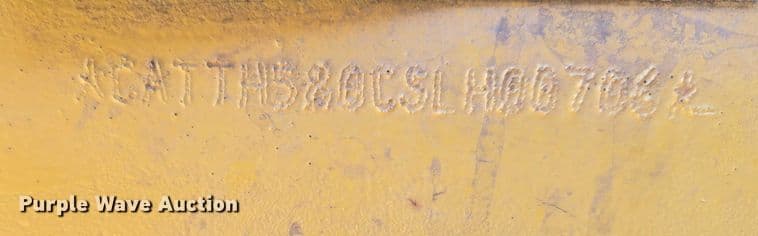 *CATTH580CSLH00706*
Purple Wave Auction